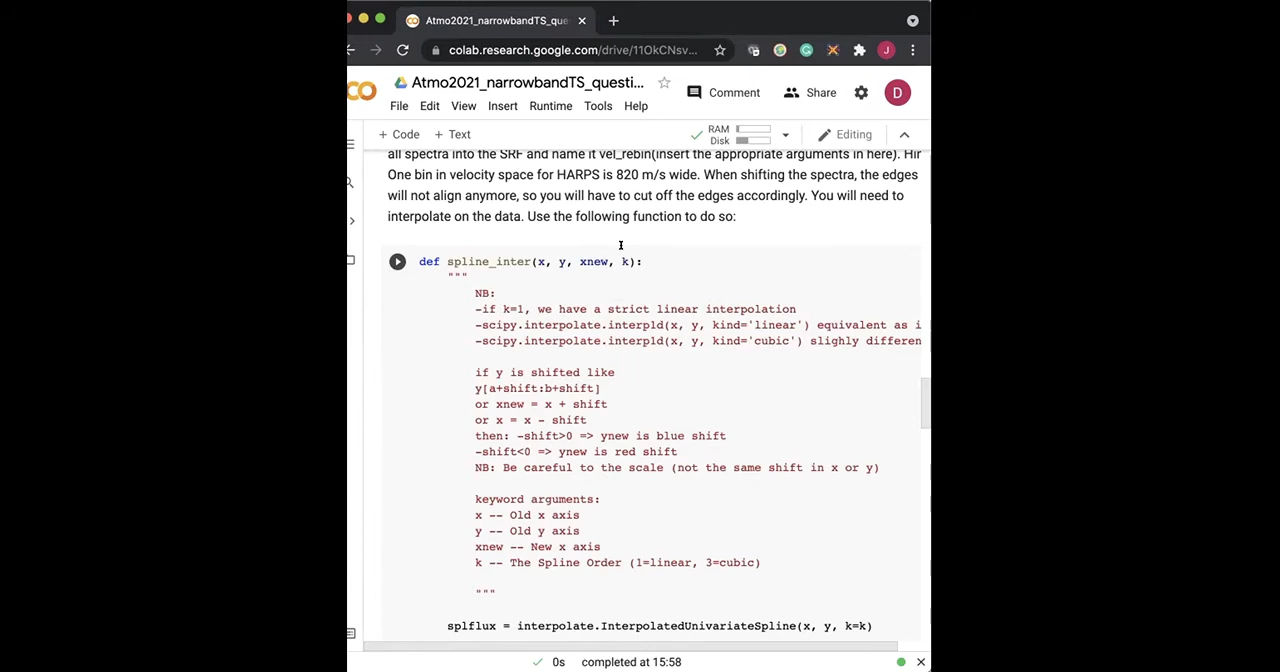 Atmo2021_narrowbandTS_que
colab.research.google.com/drive/11OkCNsv...
J
Atmo2021_narrowbandTS_questi...
Comment
Share
D
File Edit View Insert Runtime Tools Help
+ Code + Text
RAM
Disk
Editing
all spectra into the SRF and name it vel_rebin(insert the appropriate arguments in here). Hir
One bin in velocity space for HARPS is 820 m/s wide. When shifting the spectra, the edges
will not align anymore, so you will have to cut off the edges accordingly. You will need to
interpolate on the data. Use the following function to do so:
def spline_inter(x, y, xnew, k):
"""
NB:
-if k=1, we have a strict linear interpolation
-scipy.interpolate.interp1d(x, y, kind='linear') equivalent as i
-scipy.interpolate.interp1d(x, y, kind='cubic') slighly differen
if y is shifted like
y[a+shift:b+shift]
or xnew = x + shift
or x = x - shift
then: -shift>0 => ynew is blue shift
-shift<0 => ynew is red shift
NB: Be careful to the scale (not the same shift in x or y)
keyword arguments:
x -- Old x axis
y -- Old y axis
xnew -- New x axis
k -- The Spline Order (1=linear, 3=cubic)
"""
splflux = interpolate.InterpolatedUnivariateSpline(x, y, k=k)
0s completed at 15:58